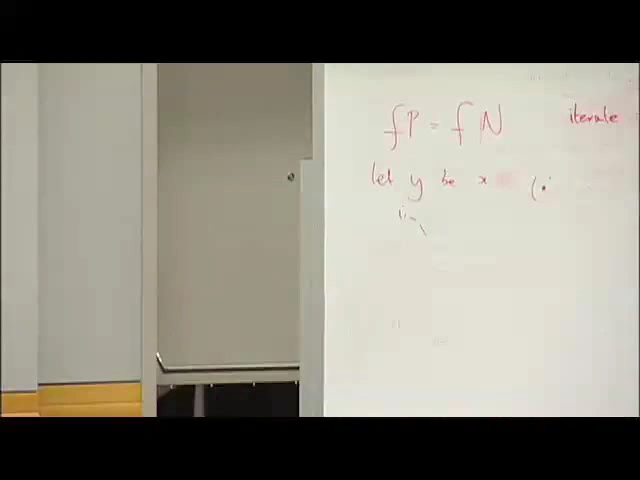 fP = fN iterate
let y be x (